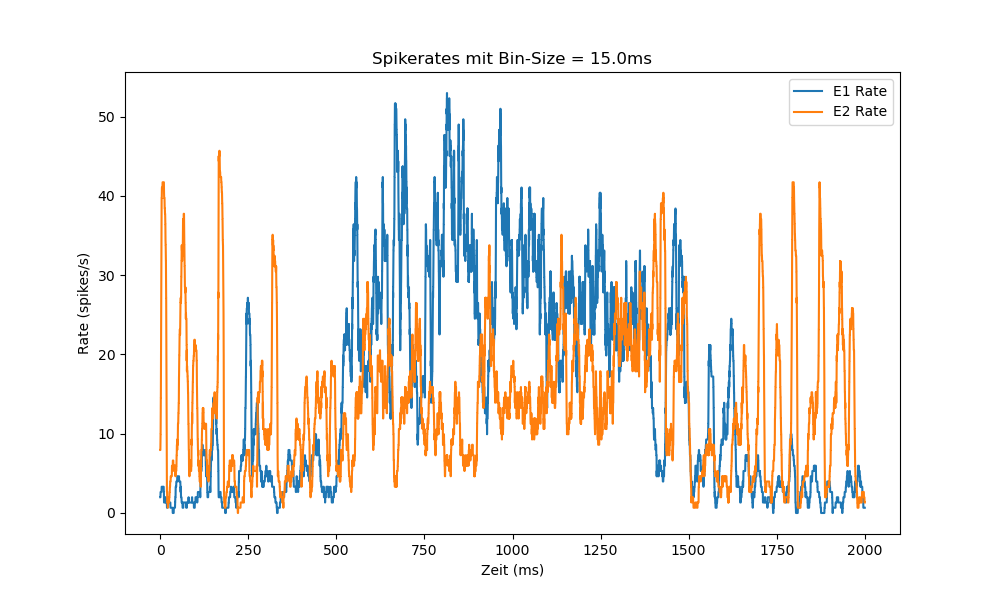 Spikerates mit Bin-Size = 15.0ms
E1 Rate
E2 Rate
Rate (spikes/s)
50
40
30
20
10
0
0 250 500 750 1000 1250 1500 1750 2000
Zeit (ms)